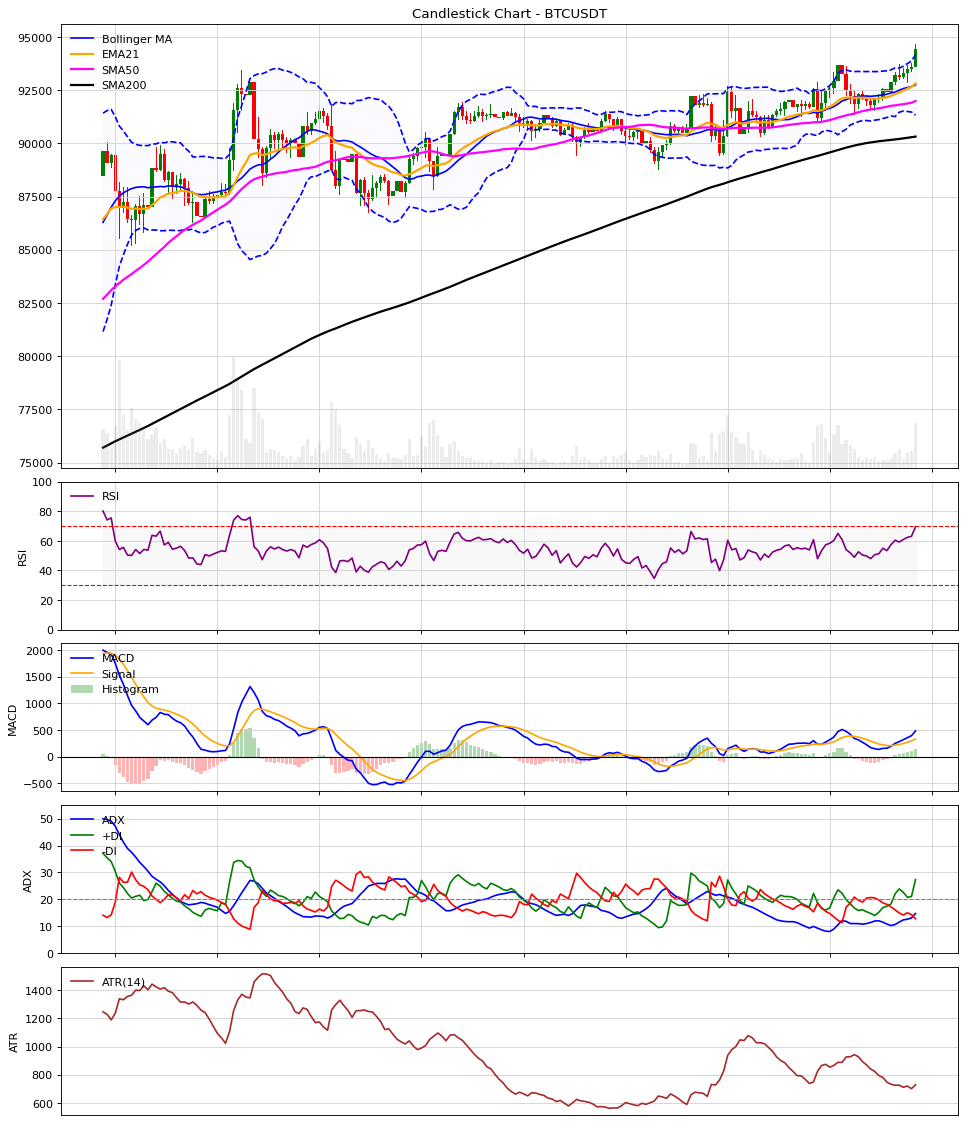 Candlestick Chart - BTCUSDT
95000
92500
90000
87500
85000
82500
80000
77500
75000
Bollinger MA
EMA21
SMA50
SMA200
100
80
60
40
20
0
RSI
RSI
2000
1500
1000
500
0
−500
MACD
MACD
Signal
Histogram
50
40
30
20
10
0
ADX
ADX
+DI
-DI
1400
1200
1000
800
600
ATR
ATR(14)